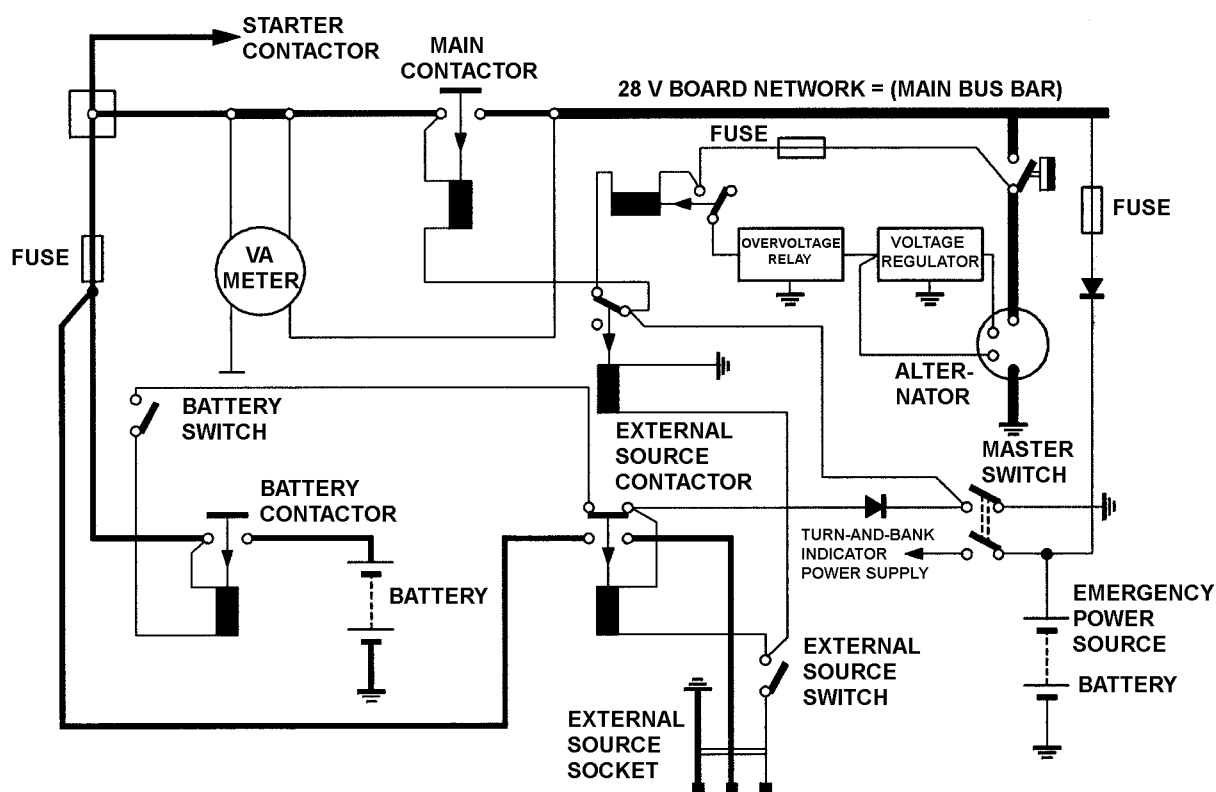 STARTER
CONTACTOR
MAIN
CONTACTOR
28 V BOARD NETWORK = (MAIN BUS BAR)
FUSE
FUSE
FUSE
VA
METER
OVERVOLTAGE
RELAY
VOLTAGE
REGULATOR
ALTER-
NATOR
BATTERY
SWITCH
EXTERNAL
SOURCE
CONTACTOR
MASTER
SWITCH
BATTERY
CONTACTOR
TURN-AND-BANK
INDICATOR
POWER SUPPLY
BATTERY
EMERGENCY
POWER
SOURCE
BATTERY
EXTERNAL
SOURCE
SWITCH
EXTERNAL
SOURCE
SOCKET